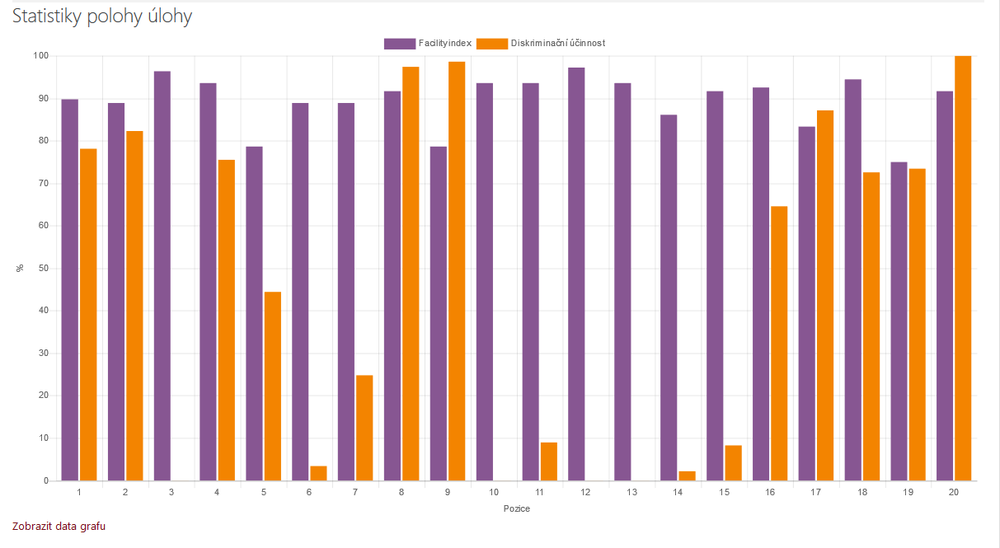 Statistiky polohy úlohy
Facility index Diskriminační účinnost
100
90
80
70
60
50
40
30
20
10
0
%
1 2 3 4 5 6 7 8 9 10 11 12 13 14 15 16 17 18 19 20
Pozice
Zobrazit data grafu